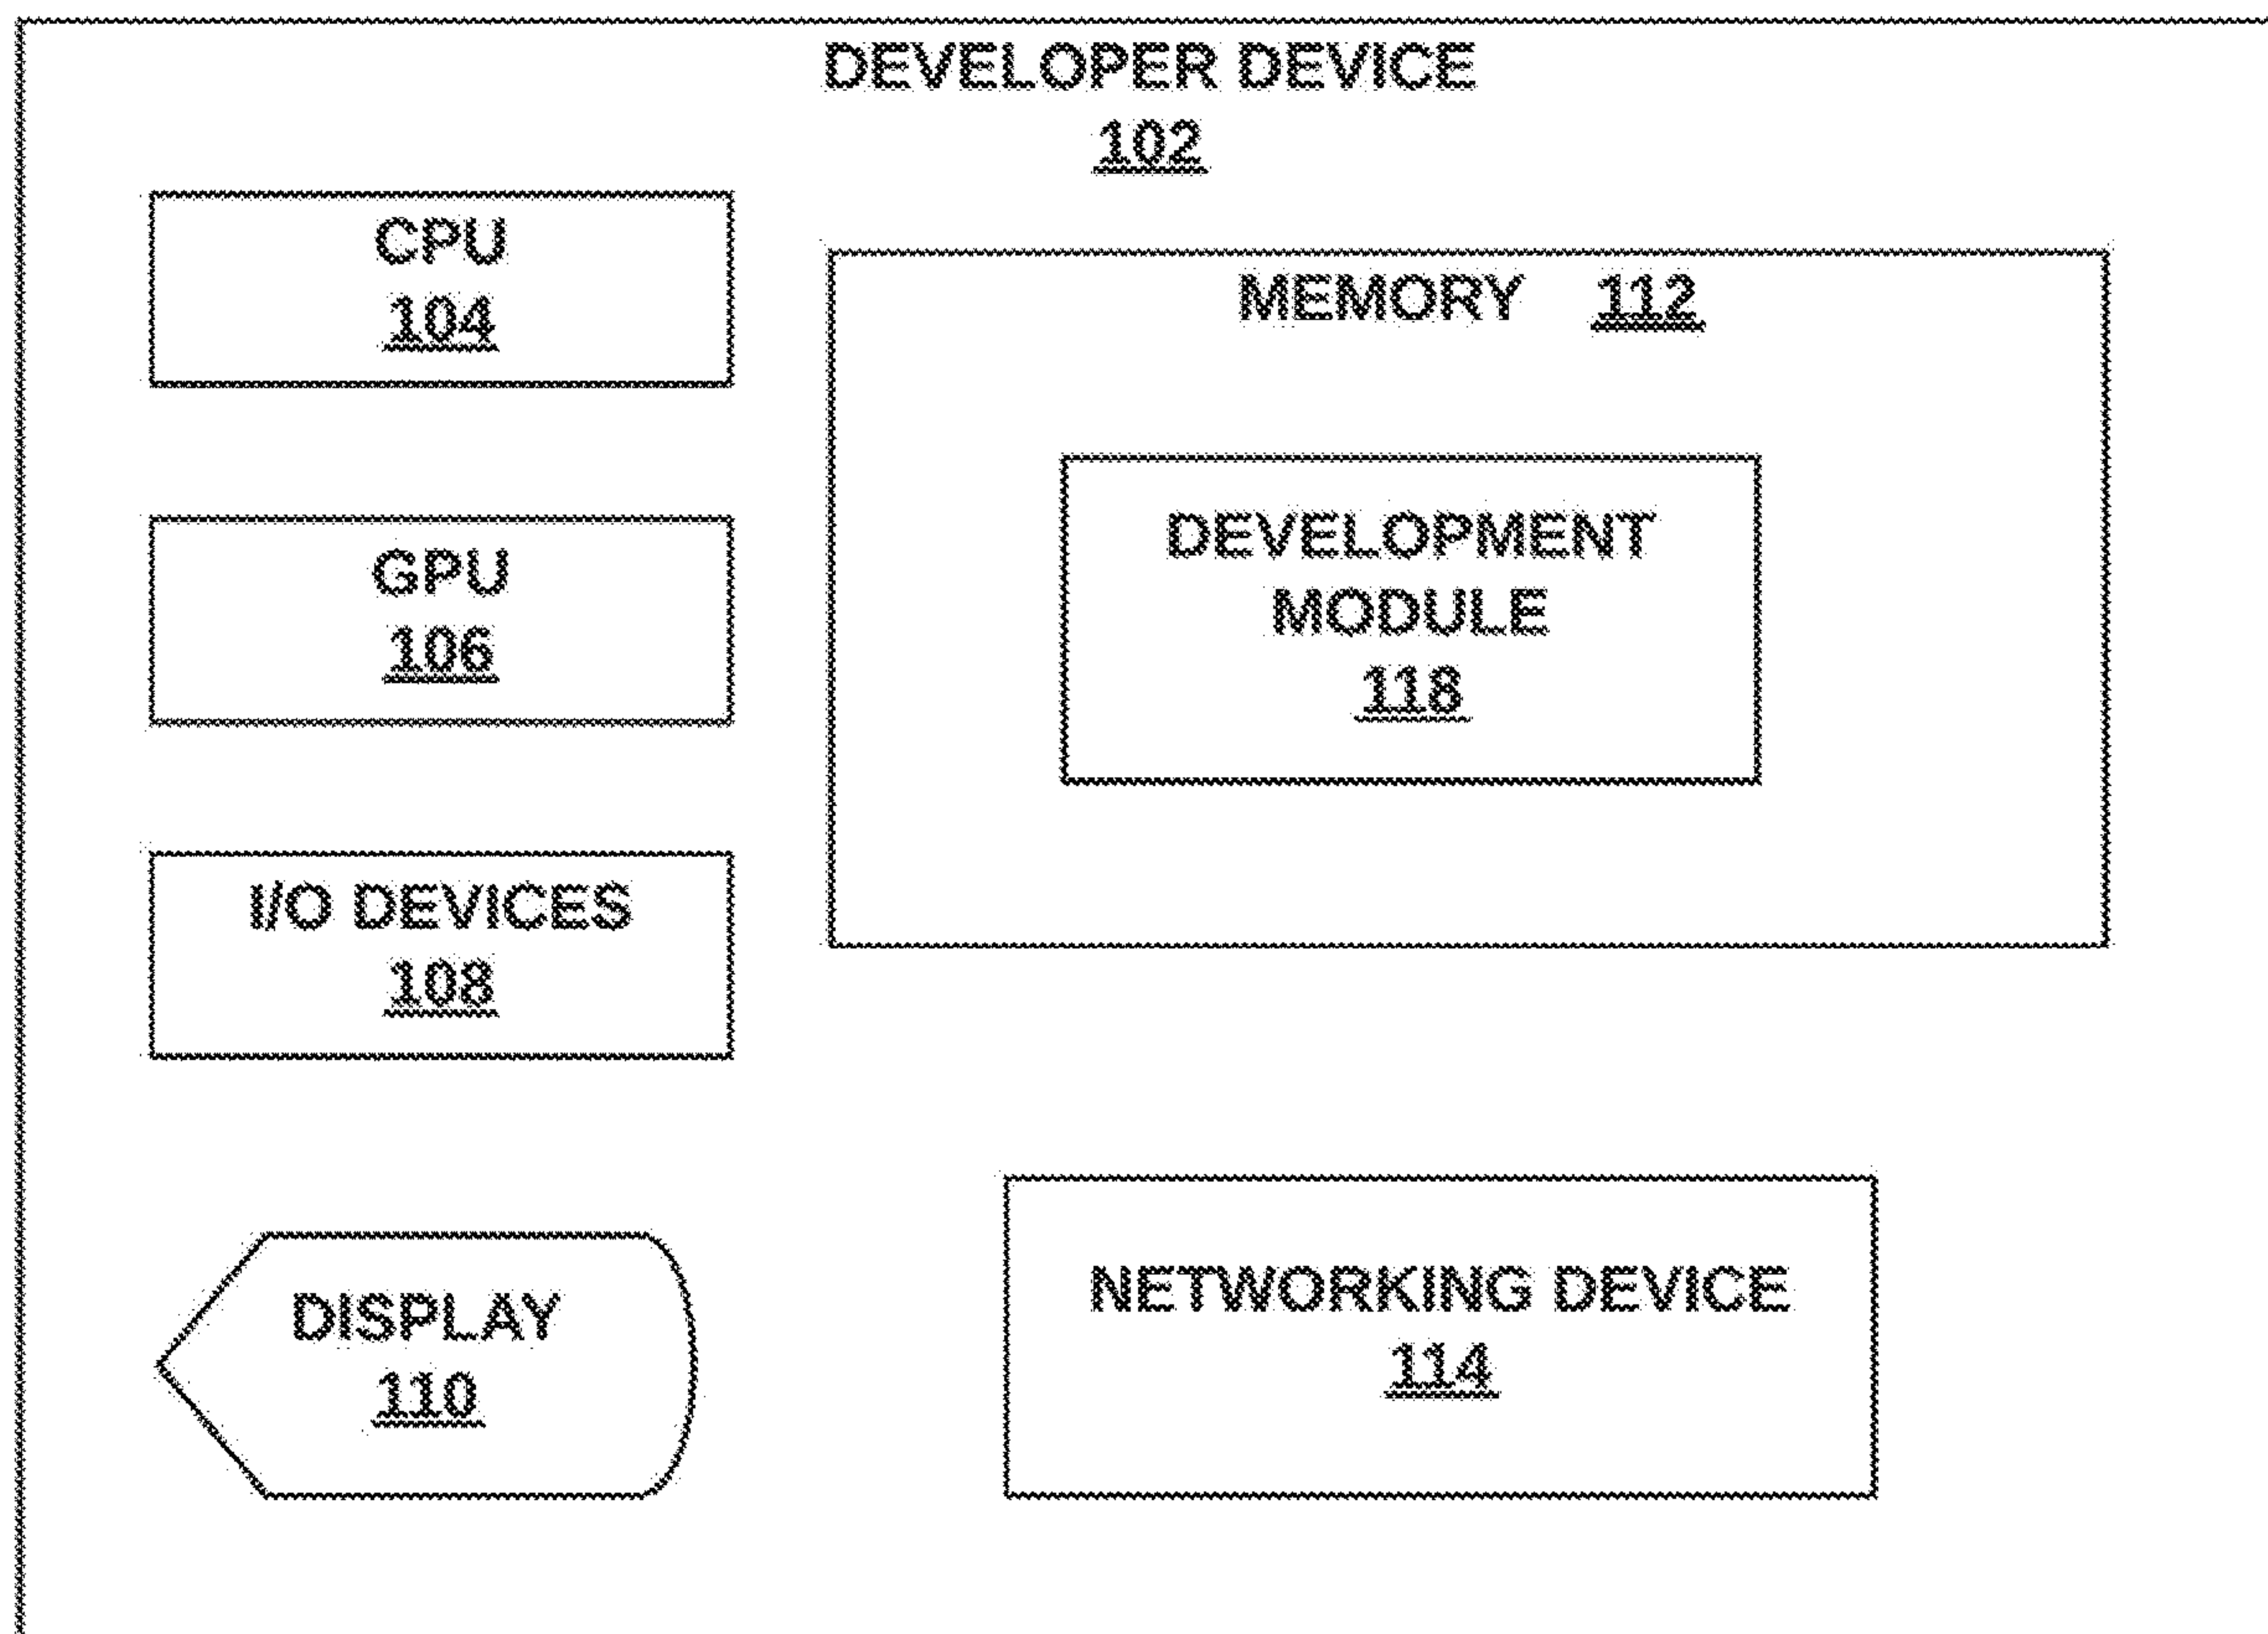 DEVELOPER DEVICE
102
CPU
104
MEMORY 112
GPU
106
DEVELOPMENT
MODULE
118
I/O DEVICES
108
DISPLAY
110
NETWORKING DEVICE
114